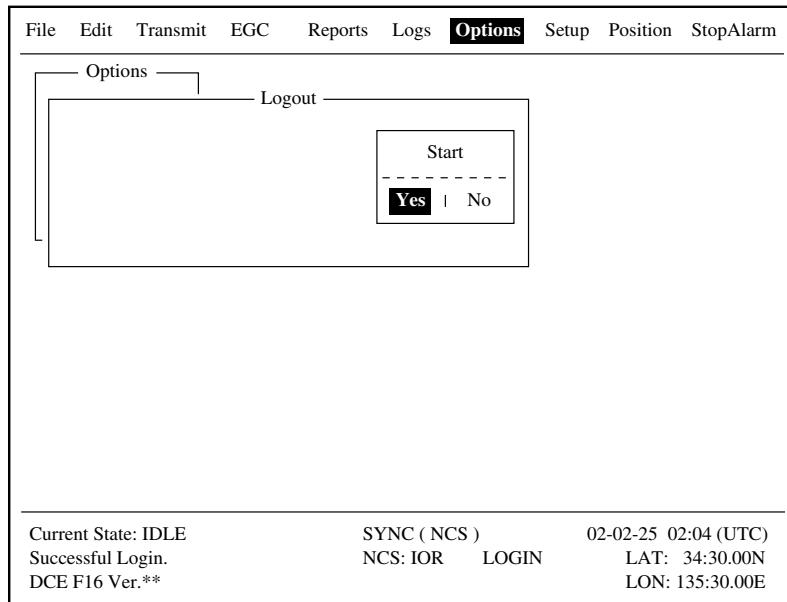 File Edit Transmit EGC Reports Logs Options Setup Position StopAlarm
Options
Logout
Start
Yes | No
Current State: IDLE SYNC ( NCS ) 02-02-25 02:04 (UTC)
Successful Login. NCS: IOR LOGIN LAT: 34:30.00N
DCE F16 Ver.** LON: 135:30.00E